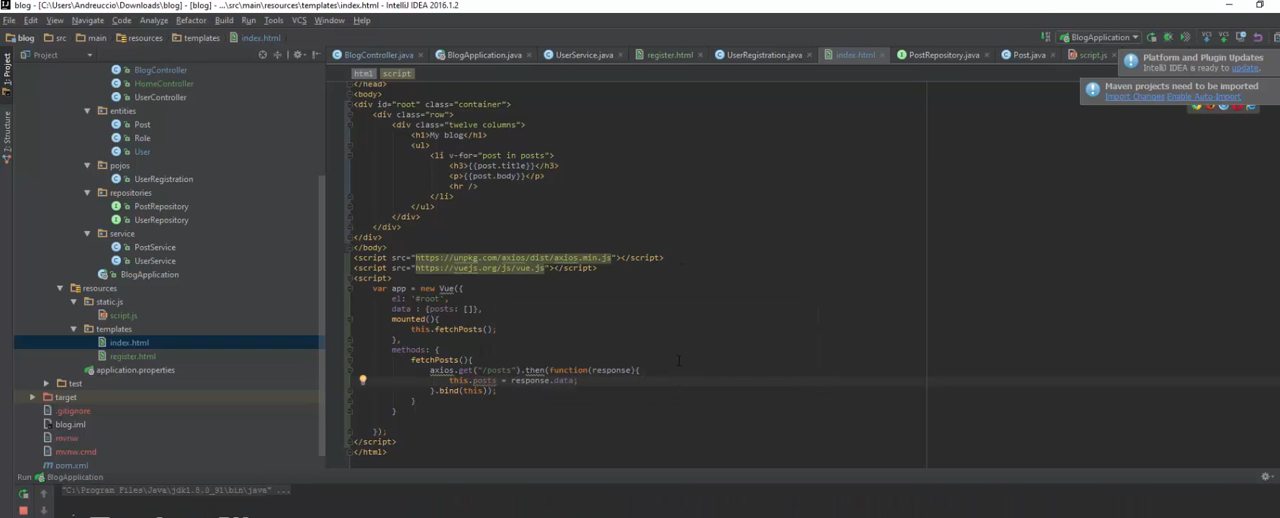 blog - [C:\Users\Andreuccio\Downloads\blog] - [blog] - ...\src\main\resources\templates\index.html - IntelliJ IDEA 2016.1.2
File Edit View Navigate Code Analyze Refactor Build Run Tools VCS Window Help
blog src main resources templates index.html BlogApplication
Project BlogController.java BlogApplication.java UserService.java register.html UserRegistration.java index.html PostRepository.java Post.java script.js
Platform and Plugin Updates
IntelliJ IDEA is ready to update.
Maven projects need to be imported
Import Changes Enable Auto-Import
1: Project
Structure
BlogController
HomeController
UserController
entities
Post
Role
User
pojos
UserRegistration
repositories
PostRepository
UserRepository
service
PostService
UserService
BlogApplication
resources
static.js
script.js
templates
index.html
register.html
application.properties
test
target
.gitignore
blog.iml
mvnw
mvnw.cmd
pom.xml
html script
</head>
<body>
<div id="root" class="container">
<div class="row">
<div class="twelve columns">
<h1>My blog</h1>
<ul>
<li v-for="post in posts">
<h3>{{post.title}}</h3>
<p>{{post.body}}</p>
<hr />
</li>
</ul>
</div>
</div>
</div>
</body>
<script src="https://unpkg.com/axios/dist/axios.min.js"></script>
<script src="https://vuejs.org/js/vue.js"></script>
<script>
var app = new Vue({
el: '#root',
data : {posts: []},
mounted(){
this.fetchPosts();
},
methods: {
fetchPosts(){
axios.get("/posts").then(function(response){
this.posts = response.data;
}.bind(this));
}
}
});
</script>
</html>
Run BlogApplication
"C:\Program Files\Java\jdk1.8.0_91\bin\java" ...